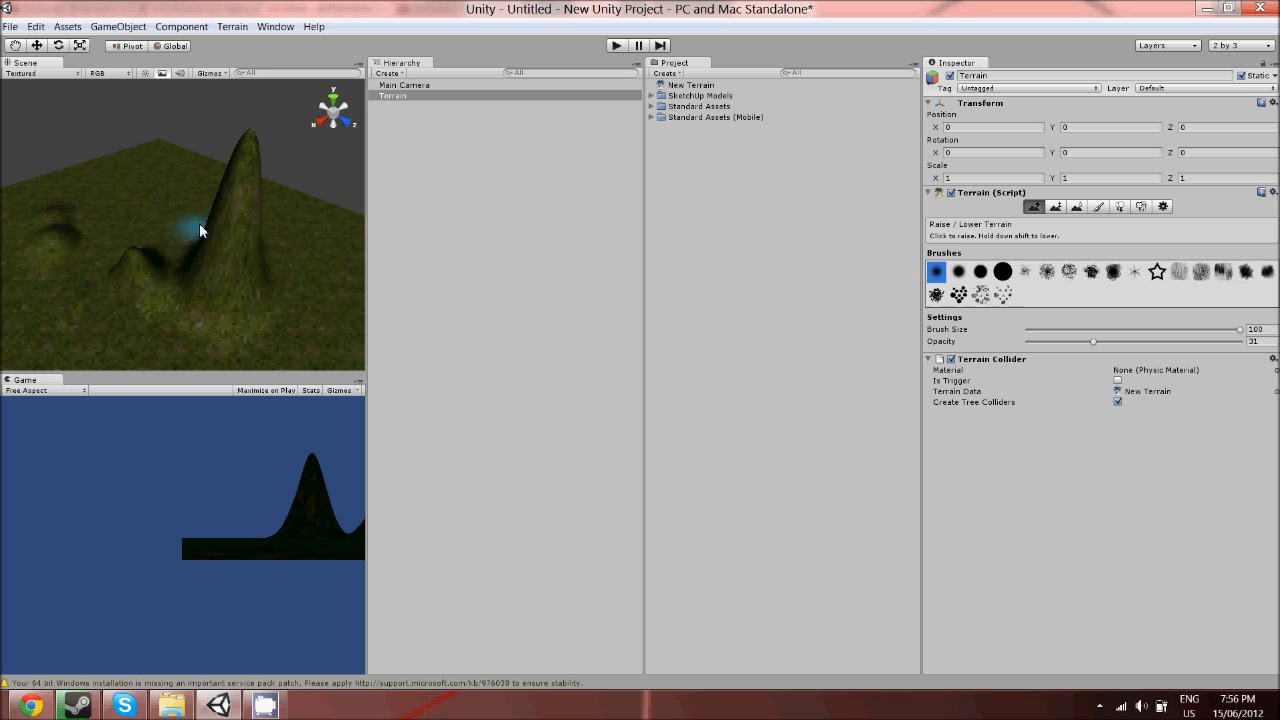 Unity - Untitled - New Unity Project - PC and Mac Standalone*
File Edit Assets GameObject Component Terrain Window Help
Pivot Global Layers 2 by 3
Scene
Textured RGB Gizmos All
y
x z
Game
Free Aspect Maximize on Play Stats Gizmos
Hierarchy
Create All
Main Camera
Terrain
Project
Create All
New Terrain
SketchUp Models
Standard Assets
Standard Assets (Mobile)
Inspector
Terrain Static
Tag Untagged Layer Default
Transform
Position
X 0 Y 0 Z 0
Rotation
X 0 Y 0 Z 0
Scale
X 1 Y 1 Z 1
Terrain (Script)
Raise / Lower Terrain
Click to raise. Hold down shift to lower.
Brushes
Settings
Brush Size 100
Opacity 31
Terrain Collider
Material None (Physic Material)
Is Trigger
Terrain Data New Terrain
Create Tree Colliders
Your 64 bit Windows installation is missing an important service pack patch. Please apply http://support.microsoft.com/kb/976038 to ensure stability.
ENG 7:56 PM
US 15/06/2012